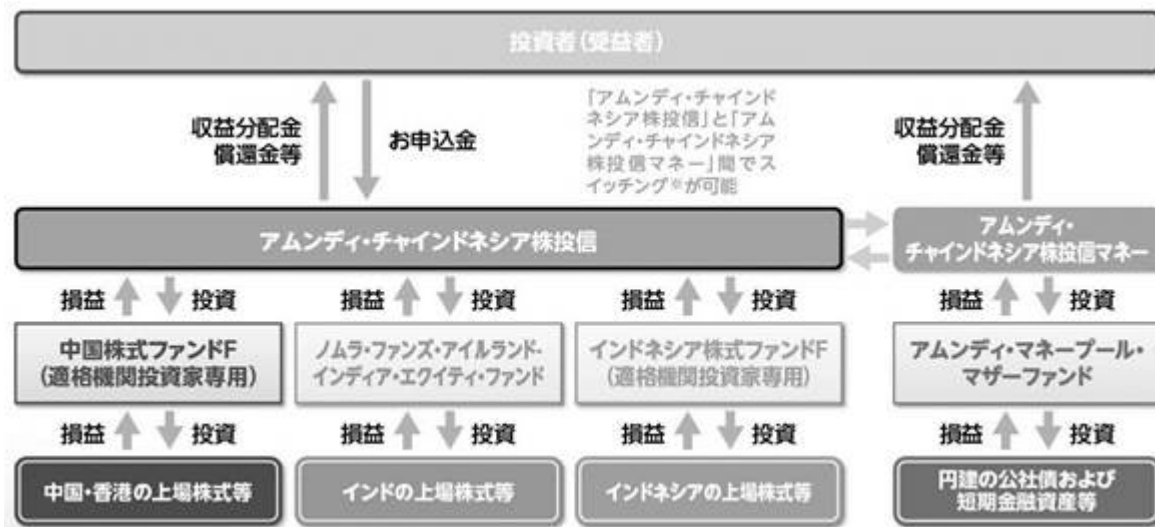 投資者(受益者)
収益分配金
償還金等
お申込金
「アムンディ・チャインド
ネシア株投信」と「アム
ンディ・チャインドネシア
株投信マネー」間でス
イッチング※が可能
収益分配金
償還金等
アムンディ・チャインドネシア株投信
アムンディ・
チャインドネシア株投信マネー
損益 投資 損益 投資 損益 投資 損益 投資
中国株式ファンドF
(適格機関投資家専用)
ノムラ・ファンズ・アイルランド-
インディア・エクイティ・ファンド
インドネシア株式ファンドF
(適格機関投資家専用)
アムンディ・マネープール・
マザーファンド
損益 投資 損益 投資 損益 投資 損益 投資
中国・香港の上場株式等
インドの上場株式等
インドネシアの上場株式等
円建の公社債および
短期金融資産等